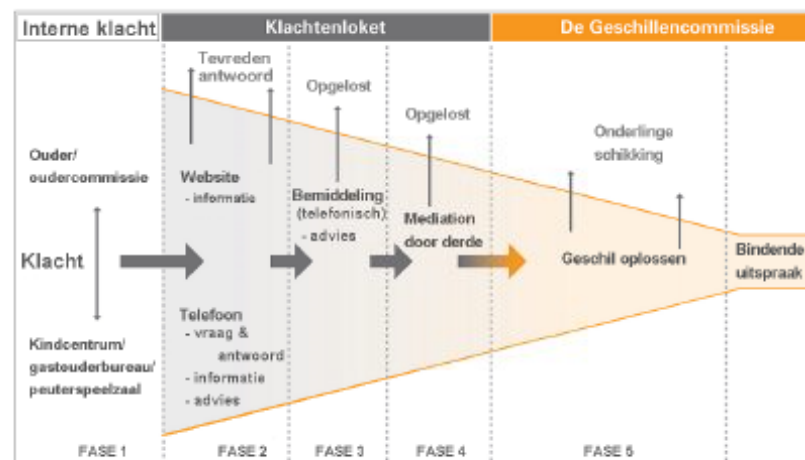 Interne klacht
Klachtenloket
De Geschillencommissie
Tevreden
antwoord
Opgelost
Opgelost
Onderlinge
schikking
Ouder/
oudercommissie
Website
- informatie
Bemiddeling
(telefonisch)
- advies
Mediation
door derde
Klacht
Geschil oplossen
Bindende
uitspraak
Telefoon
- vraag &
antwoord
- informatie
- advies
Kindcentrum/
gastouderbureau/
peuterspeelzaal
FASE 1
FASE 2
FASE 3
FASE 4
FASE 5